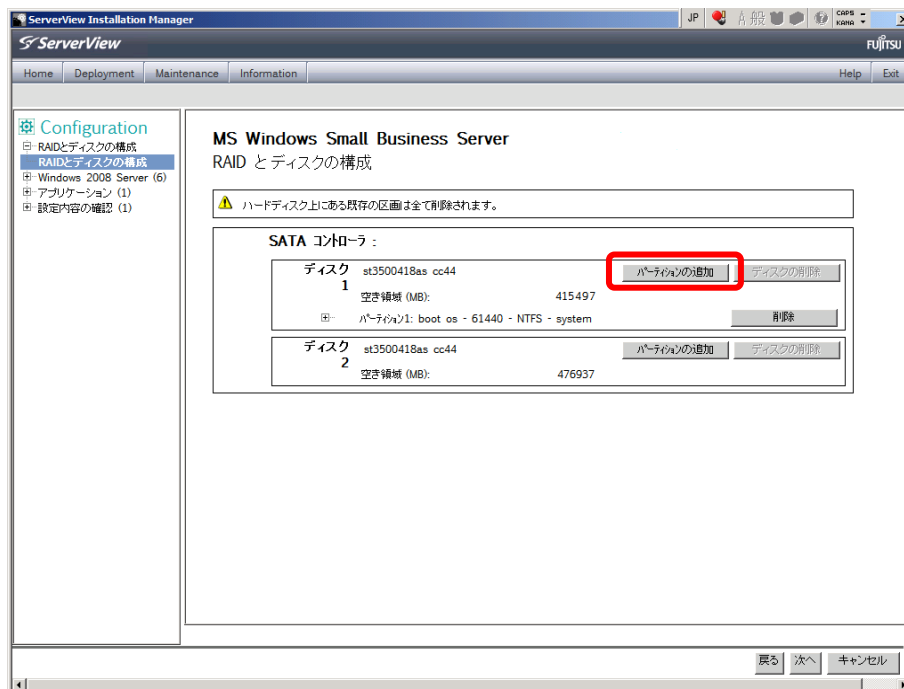 ServerView Installation Manager
JP A 般 CAPS KANA
ServerView
FUJITSU
Home Deployment Maintenance Information Help Exit
Configuration
RAIDとディスクの構成
RAIDとディスクの構成
Windows 2008 Server (6)
アプリケーション (1)
設定内容の確認 (1)
MS Windows Small Business Server
RAID とディスクの構成
ハードディスク上にある既存の区画は全て削除されます。
SATA コントローラ :
ディスク 1 st3500418as cc44 パーティションの追加 ディスクの削除
空き領域 (MB): 415497
パーティション1: boot os - 61440 - NTFS - system 削除
ディスク 2 st3500418as cc44 パーティションの追加 ディスクの削除
空き領域 (MB): 476937
戻る 次へ キャンセル